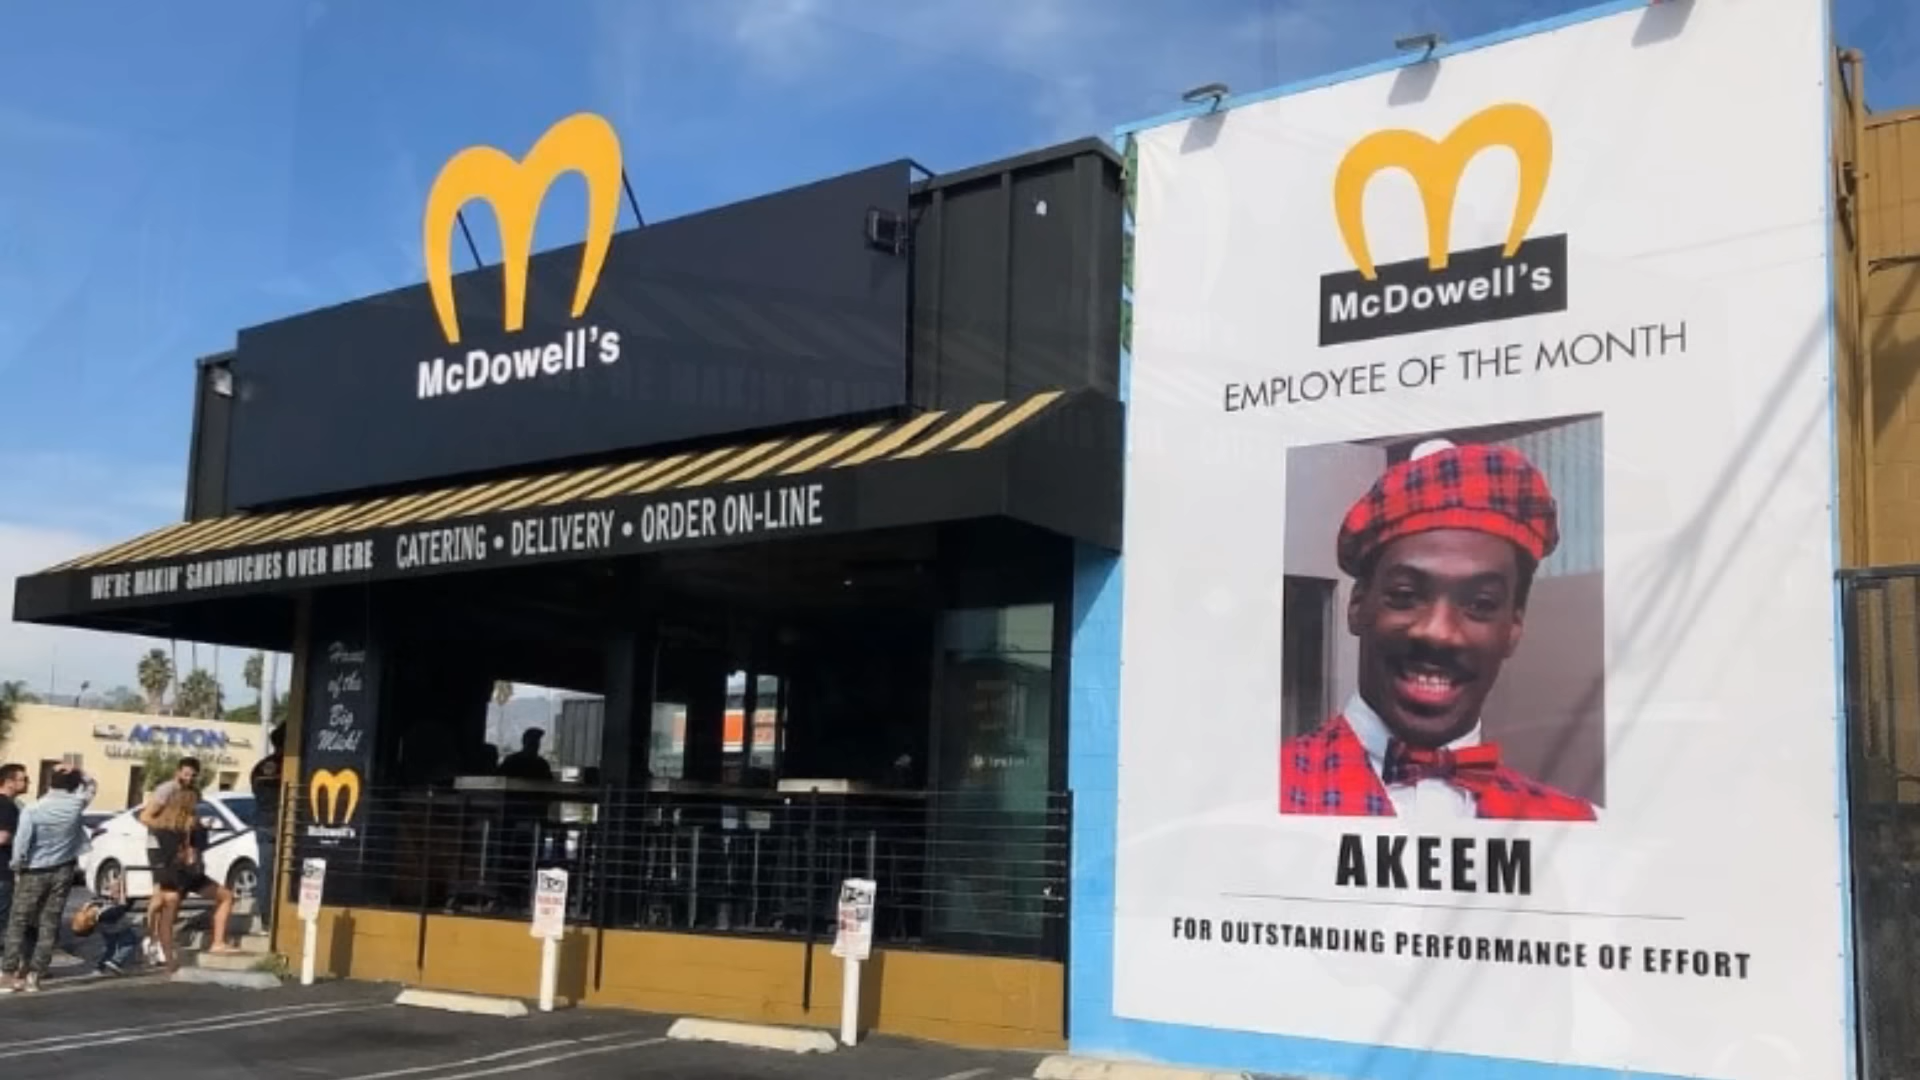 McDowell's
WE'RE MAKIN' SANDWICHES OVER HERE CATERING • DELIVERY • ORDER ON-LINE
Home
of the
Big
Mick!
McDowell's
ACTION
McDowell's
EMPLOYEE OF THE MONTH
AKEEM
FOR OUTSTANDING PERFORMANCE OF EFFORT